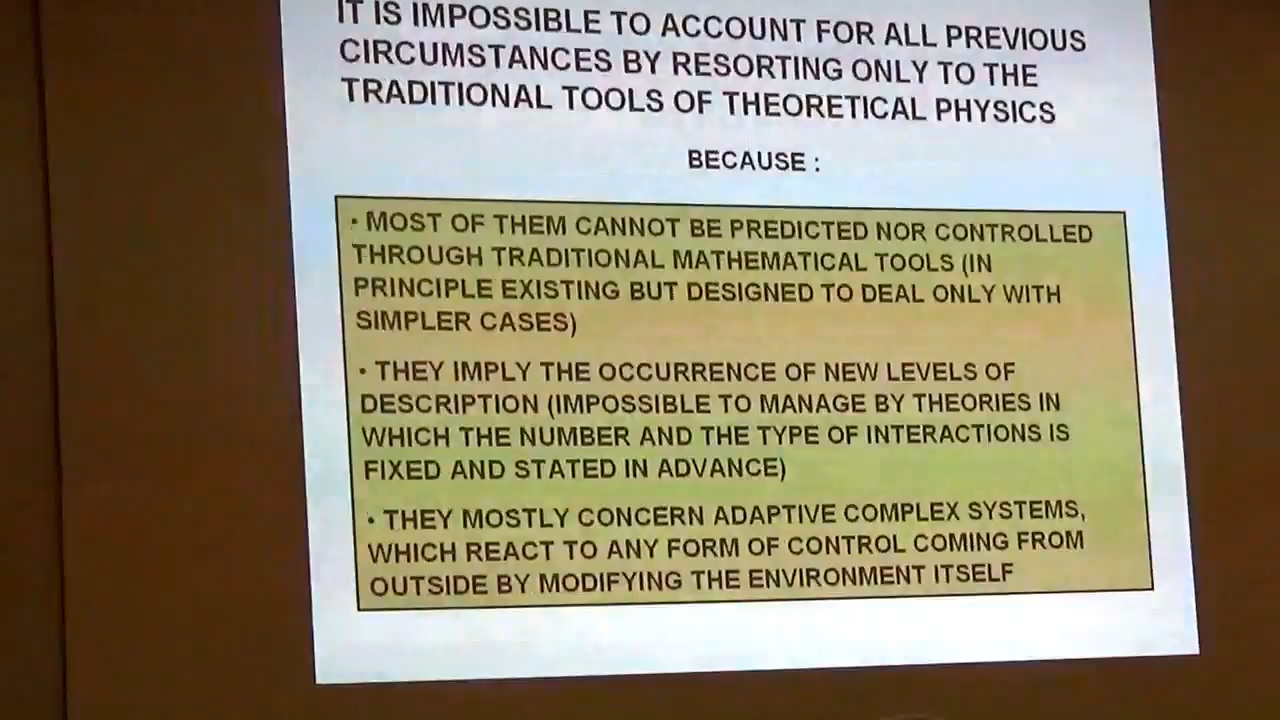 IT IS IMPOSSIBLE TO ACCOUNT FOR ALL PREVIOUS
CIRCUMSTANCES BY RESORTING ONLY TO THE
TRADITIONAL TOOLS OF THEORETICAL PHYSICS
BECAUSE :
• MOST OF THEM CANNOT BE PREDICTED NOR CONTROLLED
THROUGH TRADITIONAL MATHEMATICAL TOOLS (IN
PRINCIPLE EXISTING BUT DESIGNED TO DEAL ONLY WITH
SIMPLER CASES)
• THEY IMPLY THE OCCURRENCE OF NEW LEVELS OF
DESCRIPTION (IMPOSSIBLE TO MANAGE BY THEORIES IN
WHICH THE NUMBER AND THE TYPE OF INTERACTIONS IS
FIXED AND STATED IN ADVANCE)
• THEY MOSTLY CONCERN ADAPTIVE COMPLEX SYSTEMS,
WHICH REACT TO ANY FORM OF CONTROL COMING FROM
OUTSIDE BY MODIFYING THE ENVIRONMENT ITSELF